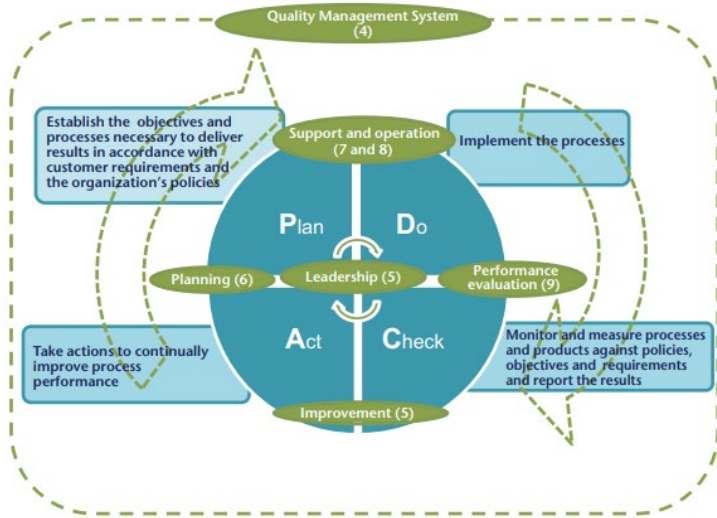 Quality Management System
(4)
Establish the objectives and
processes necessary to deliver
results in accordance with
customer requirements and
the organization's policies
Support and operation
(7 and 8)
Implement the processes
Plan
Do
Planning (6)
Leadership (5)
Performance
evaluation (9)
Act
Check
Take actions to continually
improve process
performance
Monitor and measure processes
and products against policies,
objectives and requirements
and report the results
Improvement (5)